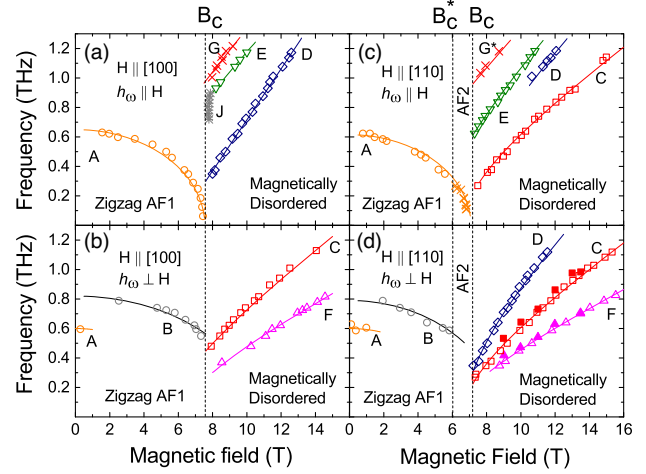 B_C B_C^* B_C
(a) H || [100] G E D
h_ω || H
J
A
Zigzag AF1 Magnetically Disordered
(c) H || [110] G* D C
h_ω || H
AF2
E
A
Zigzag AF1 Magnetically Disordered
Frequency (THz)
1.2
1.0
0.8
0.6
0.4
0.2
(b) H || [100] C
h_ω ⊥ H
F
B
A
Zigzag AF1 Magnetically Disordered
(d) H || [110] D C
h_ω ⊥ H
AF2
F
A B
Zigzag AF1 Magnetically Disordered
Frequency (THz)
1.2
1.0
0.8
0.6
0.4
0.2
0 2 4 6 8 10 12 14
0 2 4 6 8 10 12 14 16
Magnetic field (T) Magnetic Field (T)